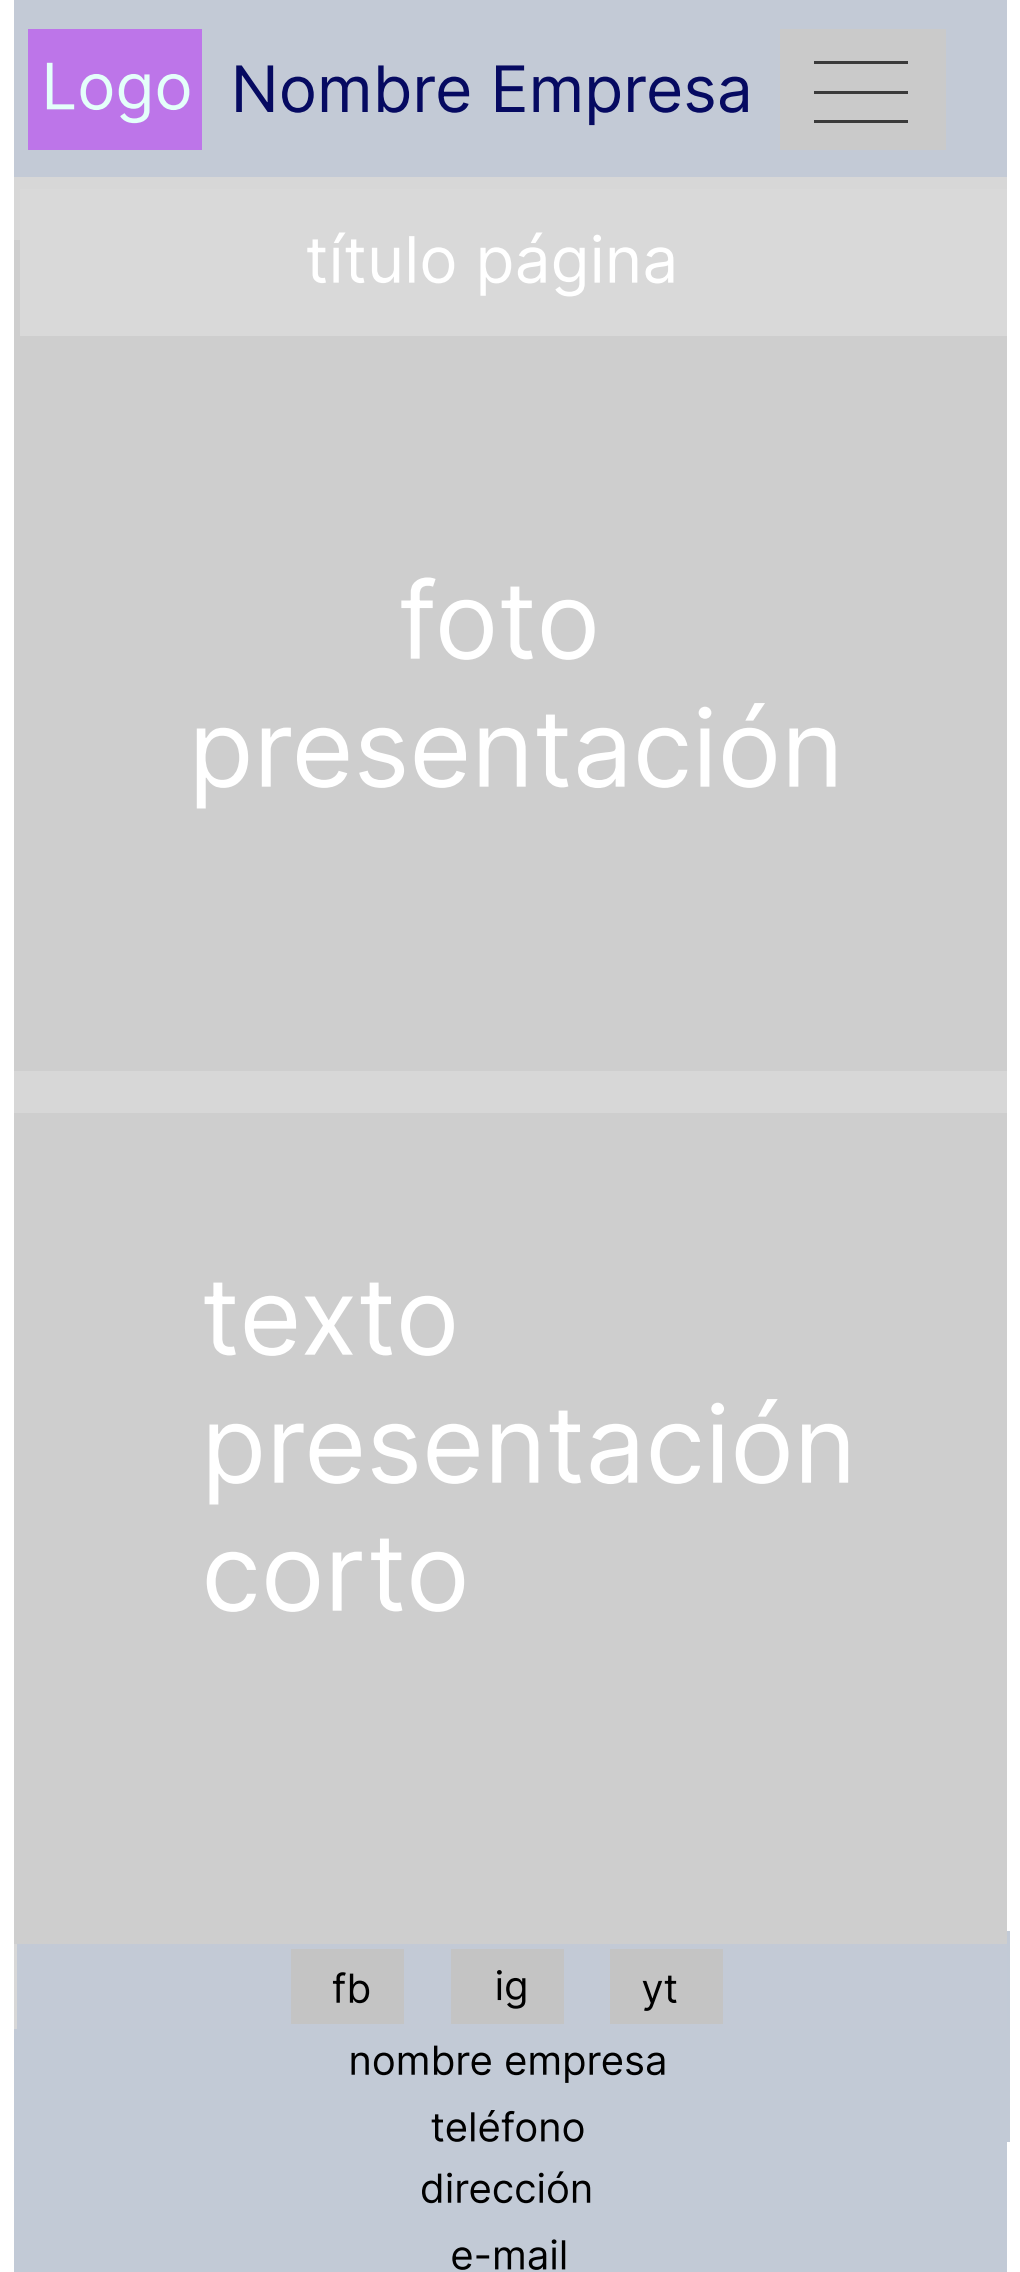 Logo Nombre Empresa
título página
foto
presentación
texto
presentación
corto
fb ig yt
nombre empresa
teléfono
dirección
e-mail